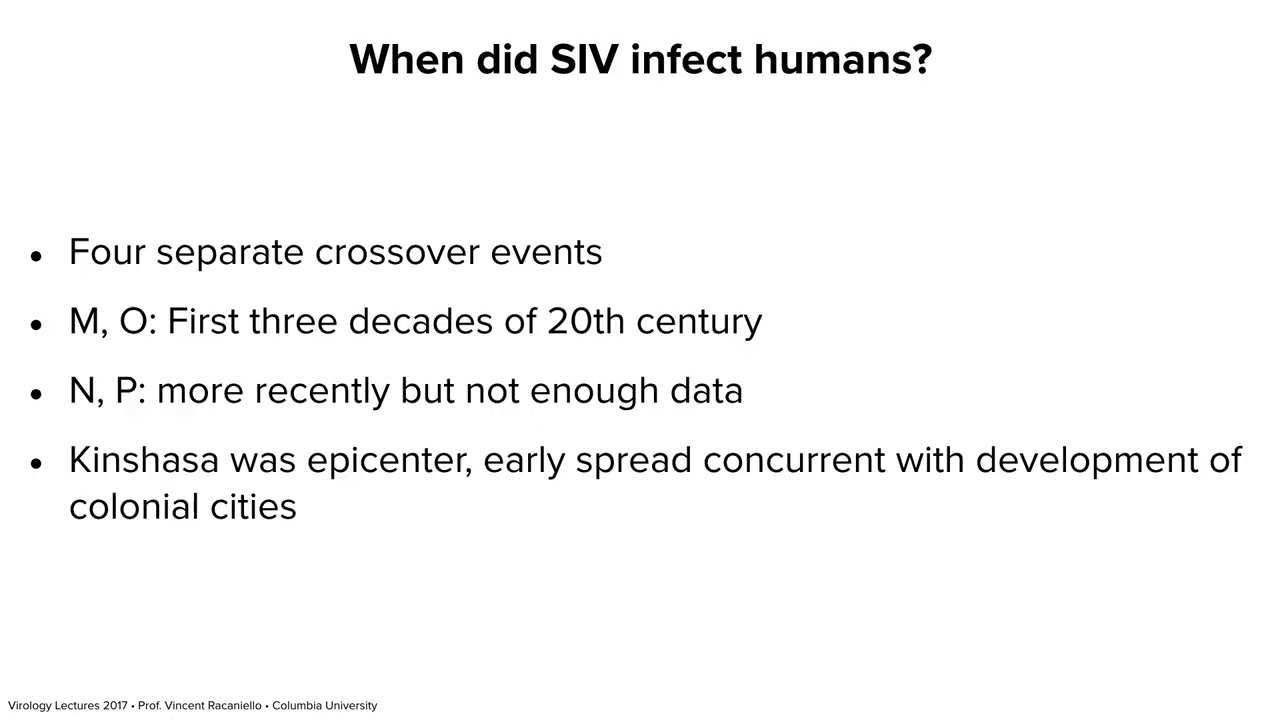 When did SIV infect humans?
• Four separate crossover events
• M, O: First three decades of 20th century
• N, P: more recently but not enough data
• Kinshasa was epicenter, early spread concurrent with development of
colonial cities
Virology Lectures 2017 • Prof. Vincent Racaniello • Columbia University